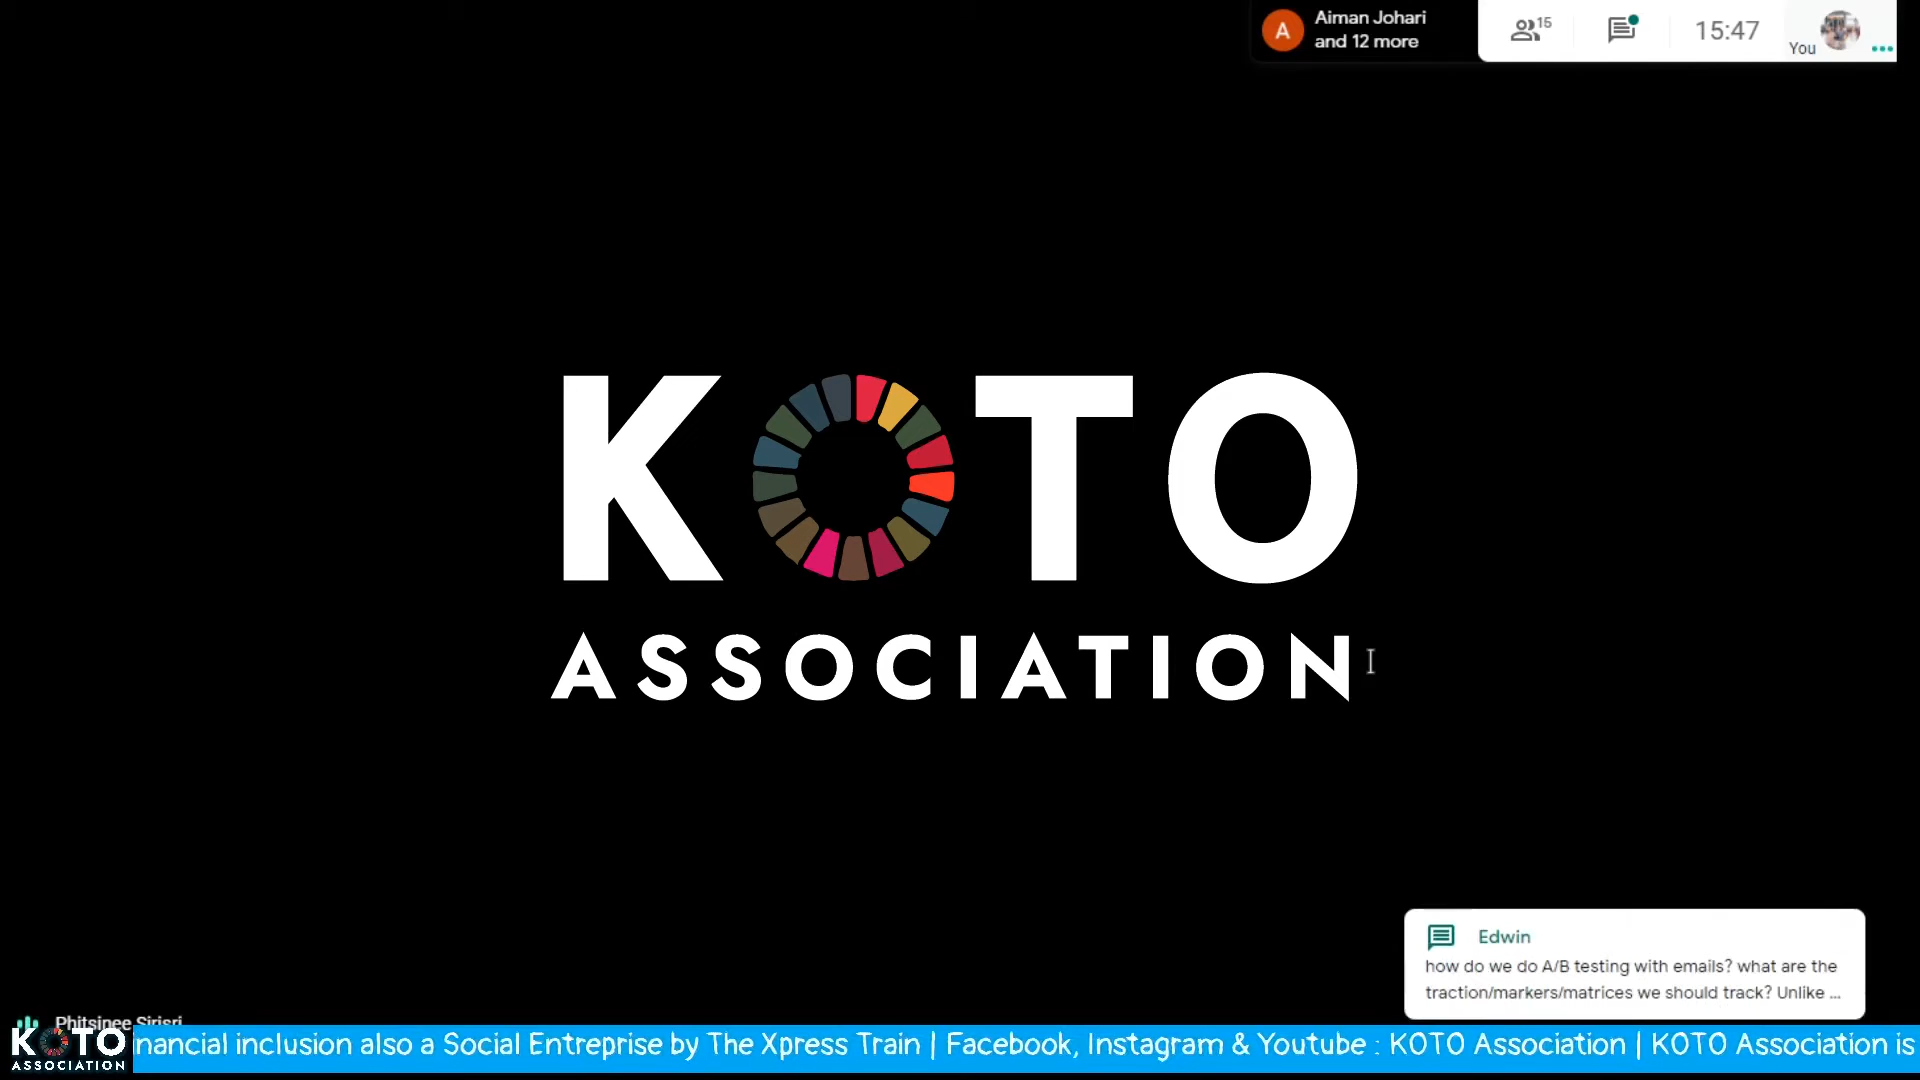 A
Aiman Johari
and 12 more
15
15:47
You
KOTO
ASSOCIATION
Edwin
how do we do A/B testing with emails? what are the
traction/markers/matrices we should track? Unlike ...
Phitsinee Sirisri
KOTO
ASSOCIATION
nancial inclusion also a Social Entreprise by The Xpress Train | Facebook, Instagram & Youtube : KOTO Association | KOTO Association is